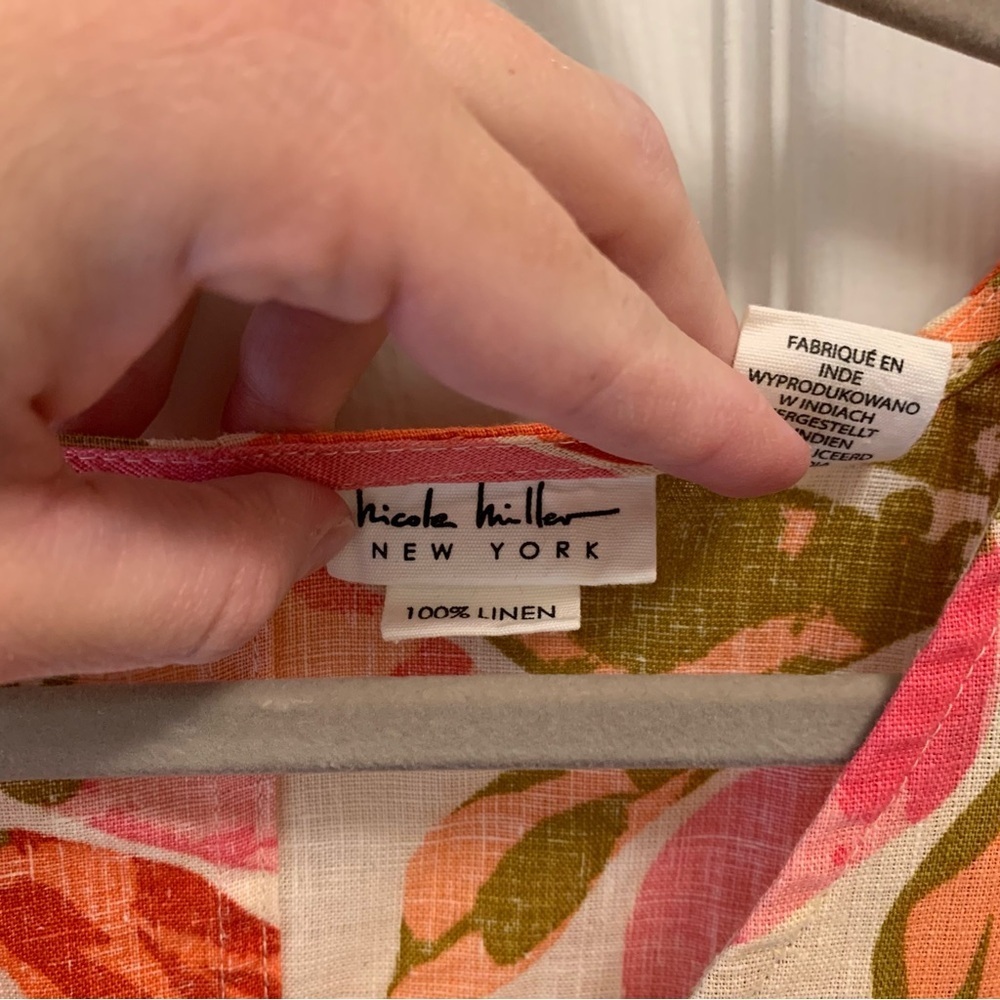 FABRIQUÉ EN
INDE
WYPRODUKOWANO
W INDIACH
Nicole Miller
NEW YORK
100% LINEN